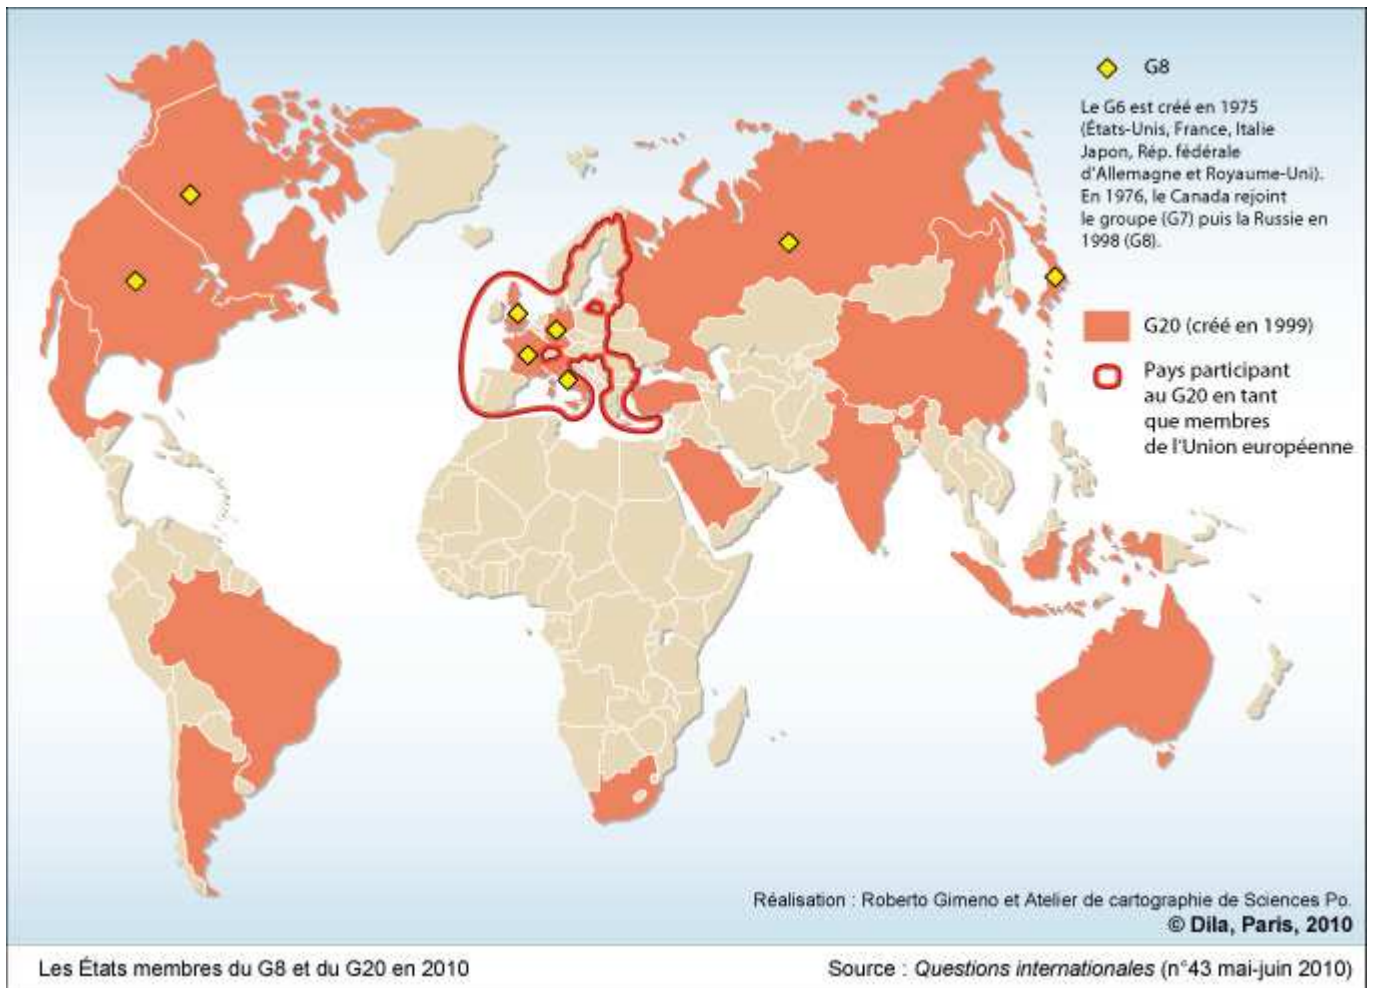 G8
Le G6 est créé en 1975
(États-Unis, France, Italie
Japon, Rép. fédérale
d'Allemagne et Royaume-Uni).
En 1976, le Canada rejoint
le groupe (G7) puis la Russie en
1998 (G8).
G20 (créé en 1999)
Pays participant
au G20 en tant
que membres
de l'Union européenne
Réalisation : Roberto Gimeno et Atelier de cartographie de Sciences Po.
© Dila, Paris, 2010
Les États membres du G8 et du G20 en 2010
Source : Questions internationales (n°43 mai-juin 2010)